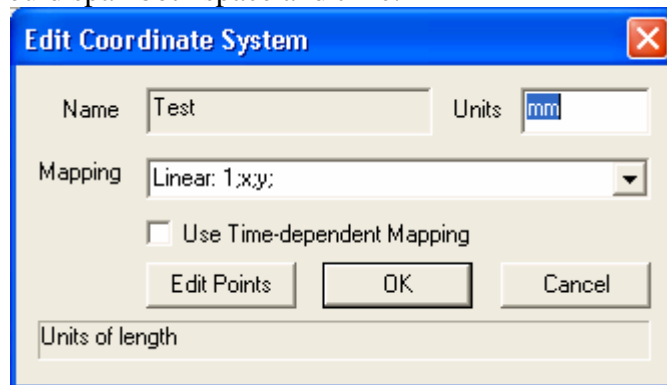 Edit Coordinate System
Name Test Units mm
Mapping Linear: 1;x;y;
Use Time-dependent Mapping
Edit Points OK Cancel
Units of length